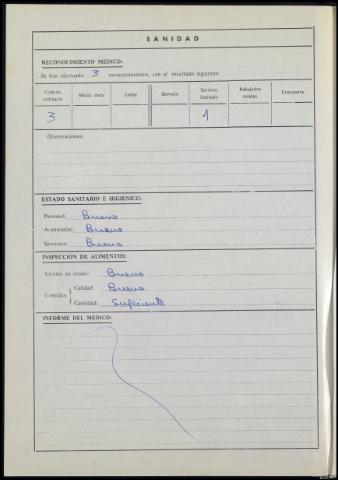 SANIDAD
RECONOCIMIENTO MEDICO:
Se han efectuado 3 reconocimientos, con el resultado siguiente:
Comida ordinaria Media dieta Leche Servicio Servicio limitado Rebajados totales Evacuados
3 1
Observaciones:
ESTADO SANITARIO E HIGIENICO:
Personal: Bueno
Acampada: Bueno
Servicios: Bueno
INSPECCION DE ALIMENTOS:
Víveres en crudo: Bueno
Comidas: Calidad: Buena
Cantidad: Suficiente
INFORME DEL MEDICO: